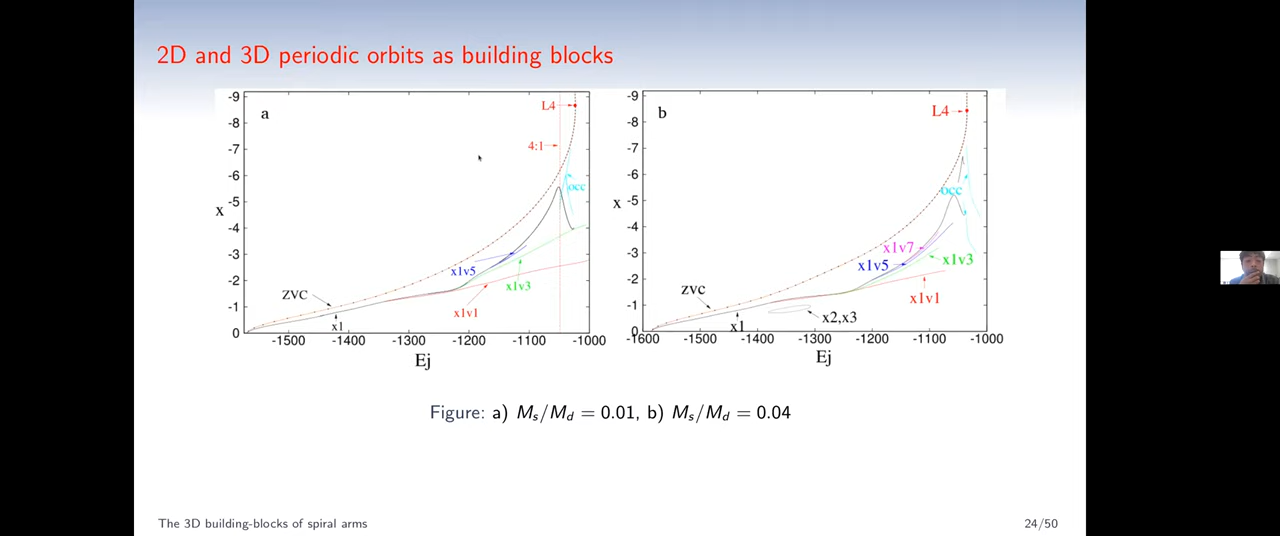 2D and 3D periodic orbits as building blocks
a
-9
-8
-7
-6
-5
-4
-3
-2
-1
0
x
L4
4:1
occ
x1v5
x1v3
x1v1
ZVC
x1
-1500
-1400
-1300
-1200
-1100
-1000
Ej
b
-9
-8
-7
-6
-5
-4
-3
-2
-1
0
x
L4
occ
x1v7
x1v5
x1v3
x1v1
ZVC
x1
x2,x3
-1600
-1500
-1400
-1300
-1200
-1100
-1000
Ej
Figure: a) Ms/Md = 0.01, b) Ms/Md = 0.04
The 3D building-blocks of spiral arms
24/50